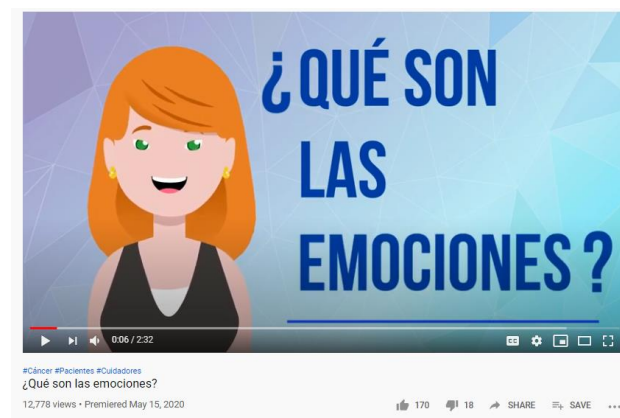 ¿QUÉ SON
LAS
EMOCIONES?
0:06 / 2:32
CC
#Cáncer #Pacientes #Cuidadores
¿Qué son las emociones?
12,778 views • Premiered May 15, 2020
170 18 SHARE SAVE